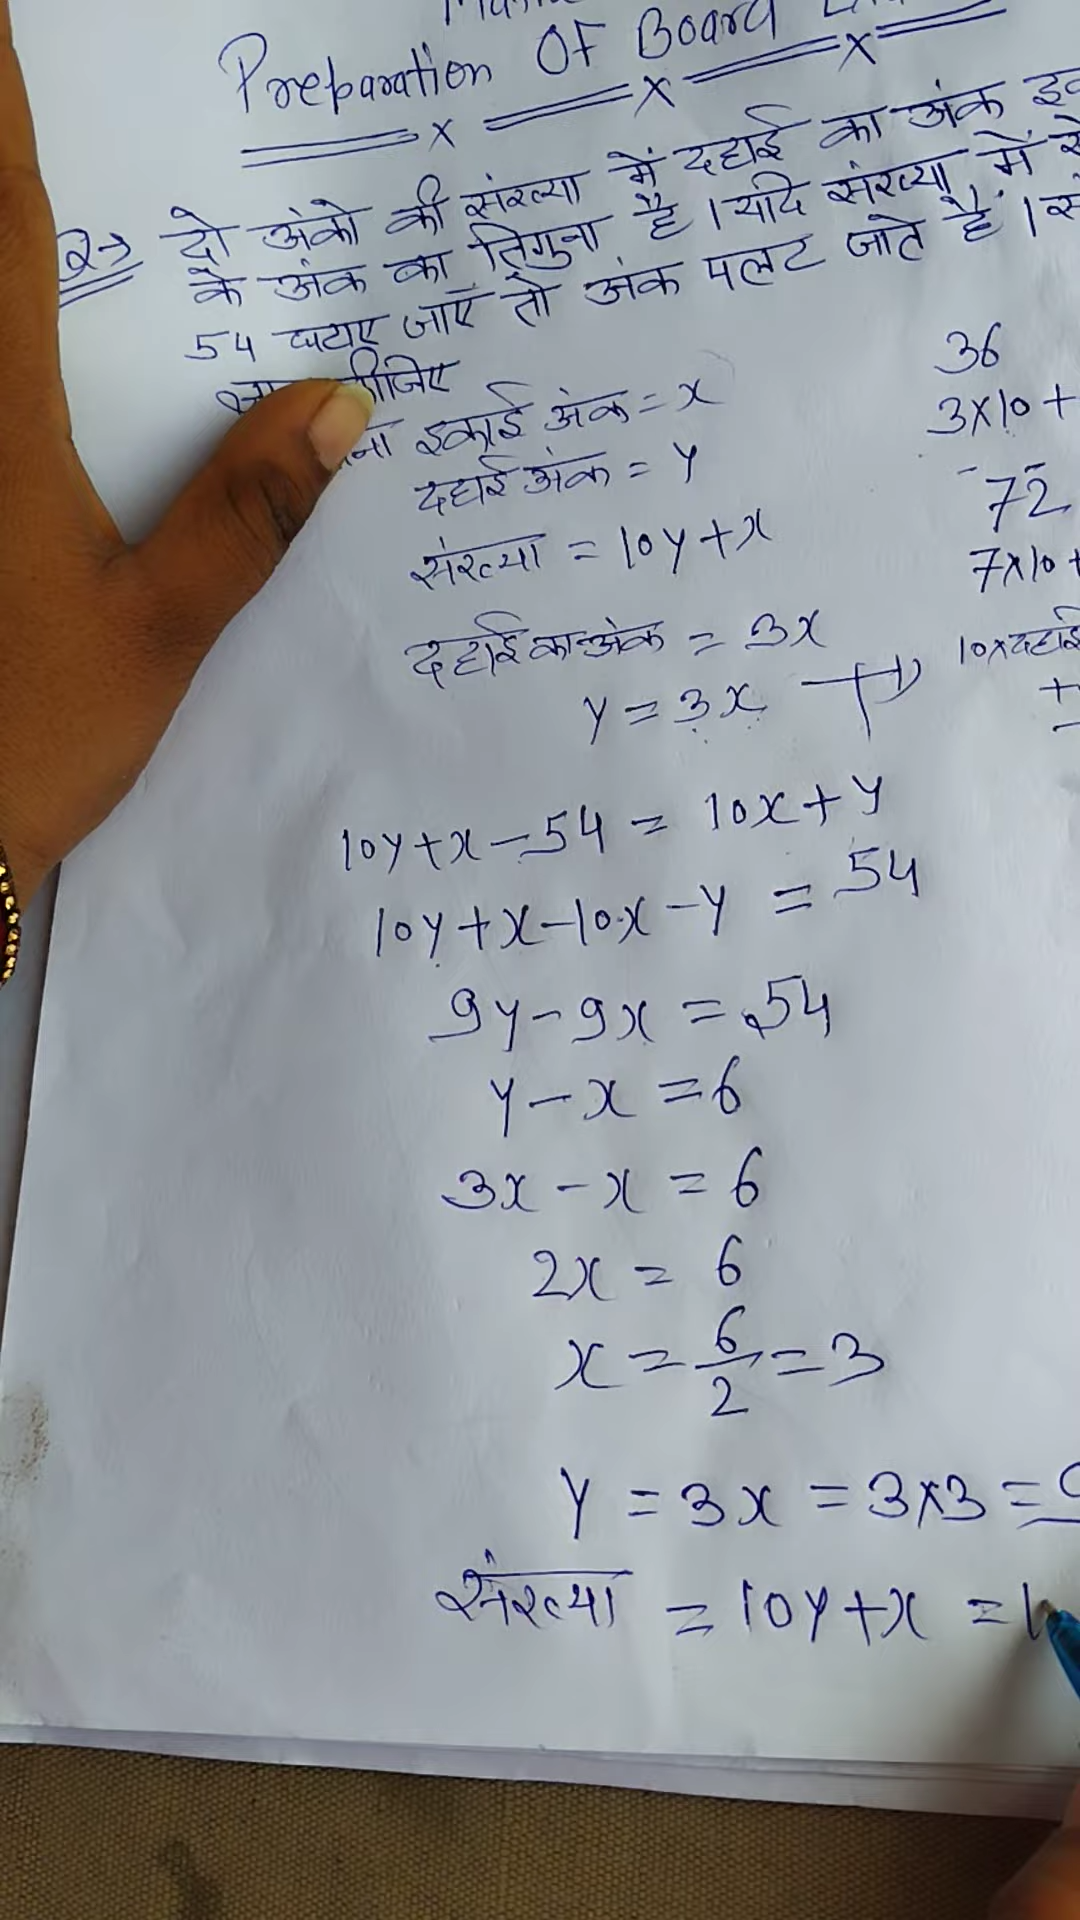 Preparation OF Board
Q→ दो अंको की संख्या में दहाई का अंक
के अंक का तिगुना है । यदि संख्या में से
54 घटाए जाएँ तो अंक पलट जाते हैं ।
कीजिए
36
इकाई अंक = x
3×10 +
दहाई अंक = y
72
संख्या = 10y+x
7×10 +
दहाई का अंक = 3x
10×दहाई
+
y = 3x
10y+x-54 = 10x+y
10y+x-10x-y = 54
9y-9x = 54
y-x = 6
3x-x = 6
2x = 6
x = 6/2 = 3
y = 3x = 3×3 =
संख्या = 10y+x = 1